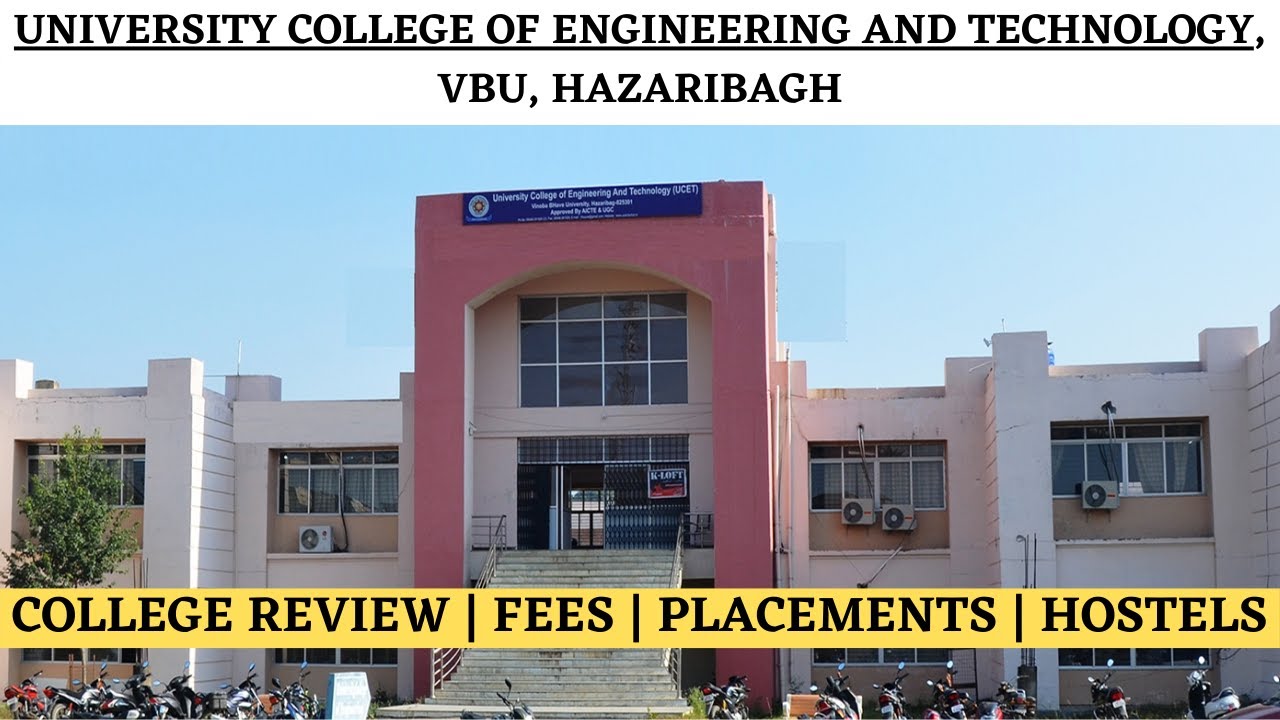 UNIVERSITY COLLEGE OF ENGINEERING AND TECHNOLOGY,
VBU, HAZARIBAGH
University College of Engineering And Technology (UCET)
Vinoba BHave University, Hazaribag-825301
Approved By AICTE & UGC
K-LOFT
COLLEGE REVIEW | FEES | PLACEMENTS | HOSTELS